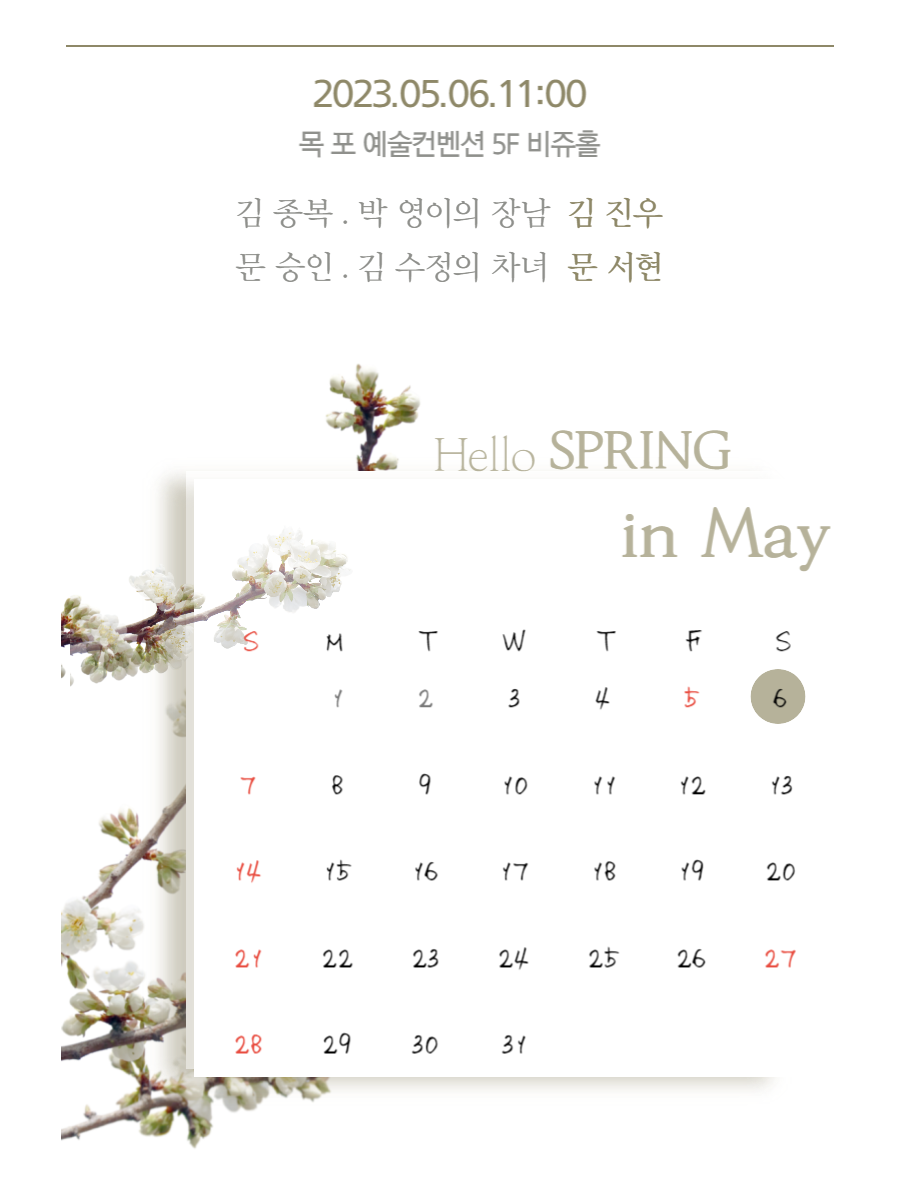 2023.05.06.11:00
목 포 예술컨벤션 5F 비쥬홀
김 종복 . 박 영이의 장남 김 진우
문 승인 . 김 수정의 차녀 문 서현
Hello SPRING
in May
S M T W T F S
1 2 3 4 5 6
7 8 9 10 11 12 13
14 15 16 17 18 19 20
21 22 23 24 25 26 27
28 29 30 31